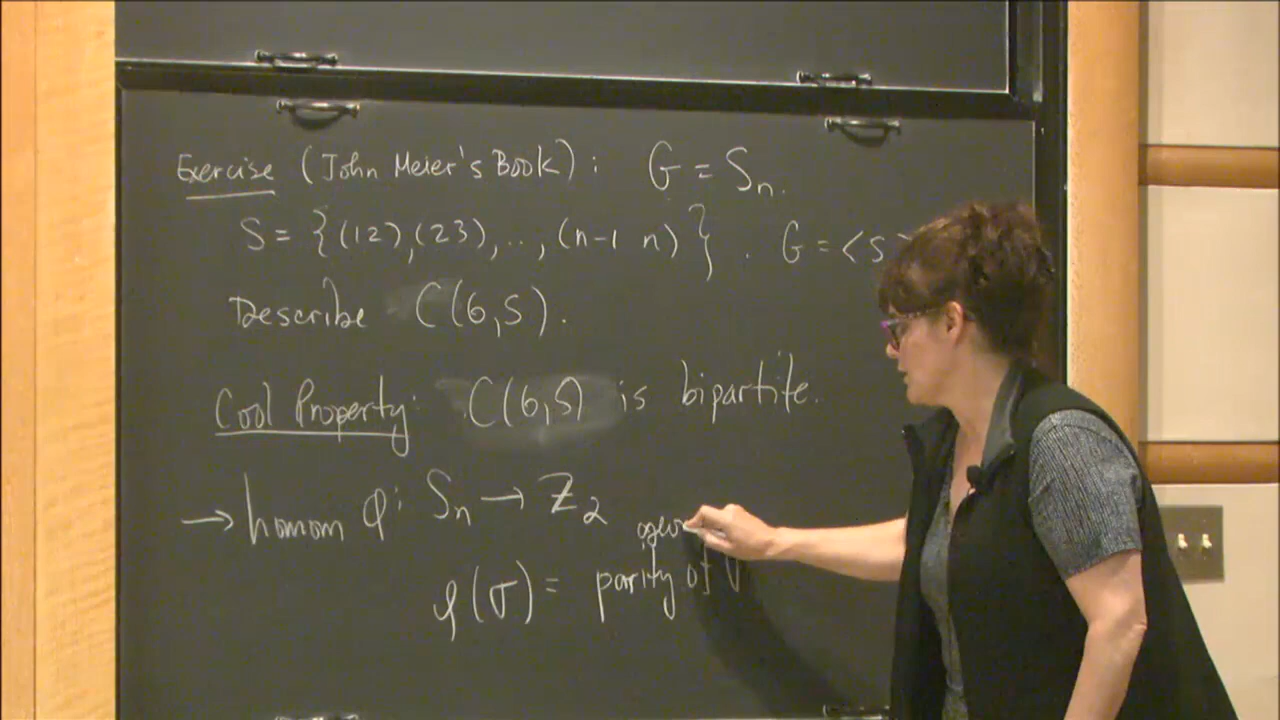 Exercise (John Meier's Book): G = Sₙ.
S = {(12),(23),..,(n-1 n)}. G = <S
Describe C(G,S).
Cool Property: C(G,S) is bipartite.
→ homom φ: Sₙ → Z₂
φ(σ) = parity of σ